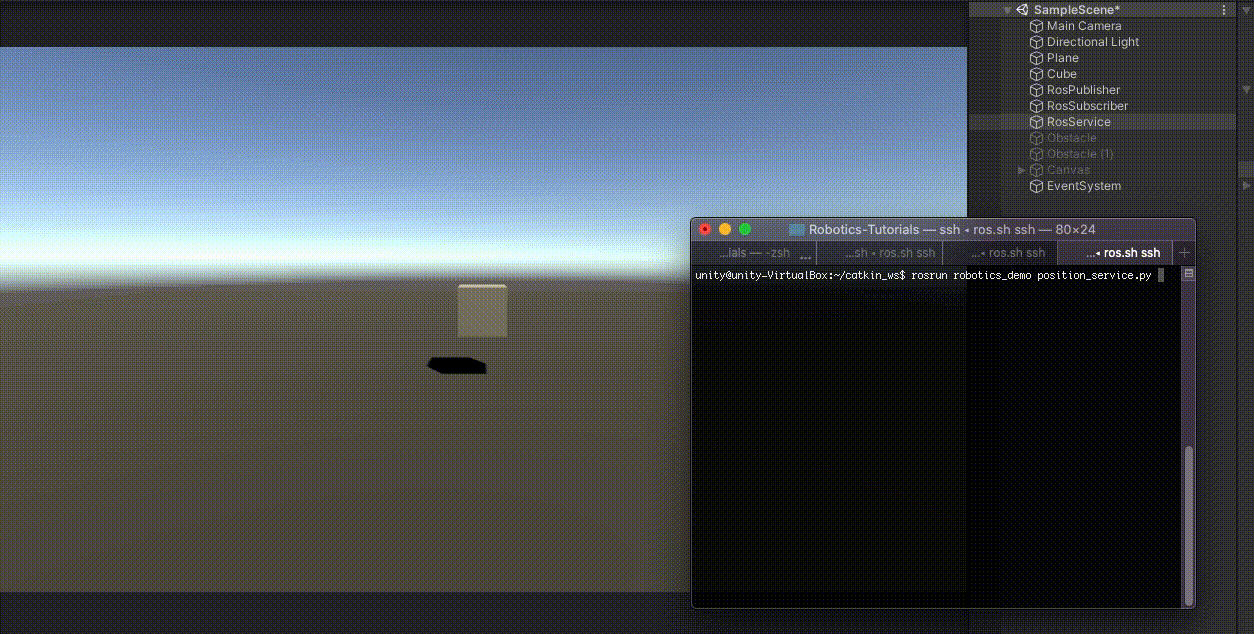 SampleScene*
Main Camera
Directional Light
Plane
Cube
RosPublisher
RosSubscriber
RosService
Obstacle
Obstacle (1)
Canvas
EventSystem
Robotics-Tutorials — ssh ◂ ros.sh ssh — 80×24
...ials — -zsh ... ...sh ◂ ros.sh ssh ...◂ ros.sh ssh ...◂ ros.sh ssh +
unity@unity-VirtualBox:~/catkin_ws$ rosrun robotics_demo position_service.py